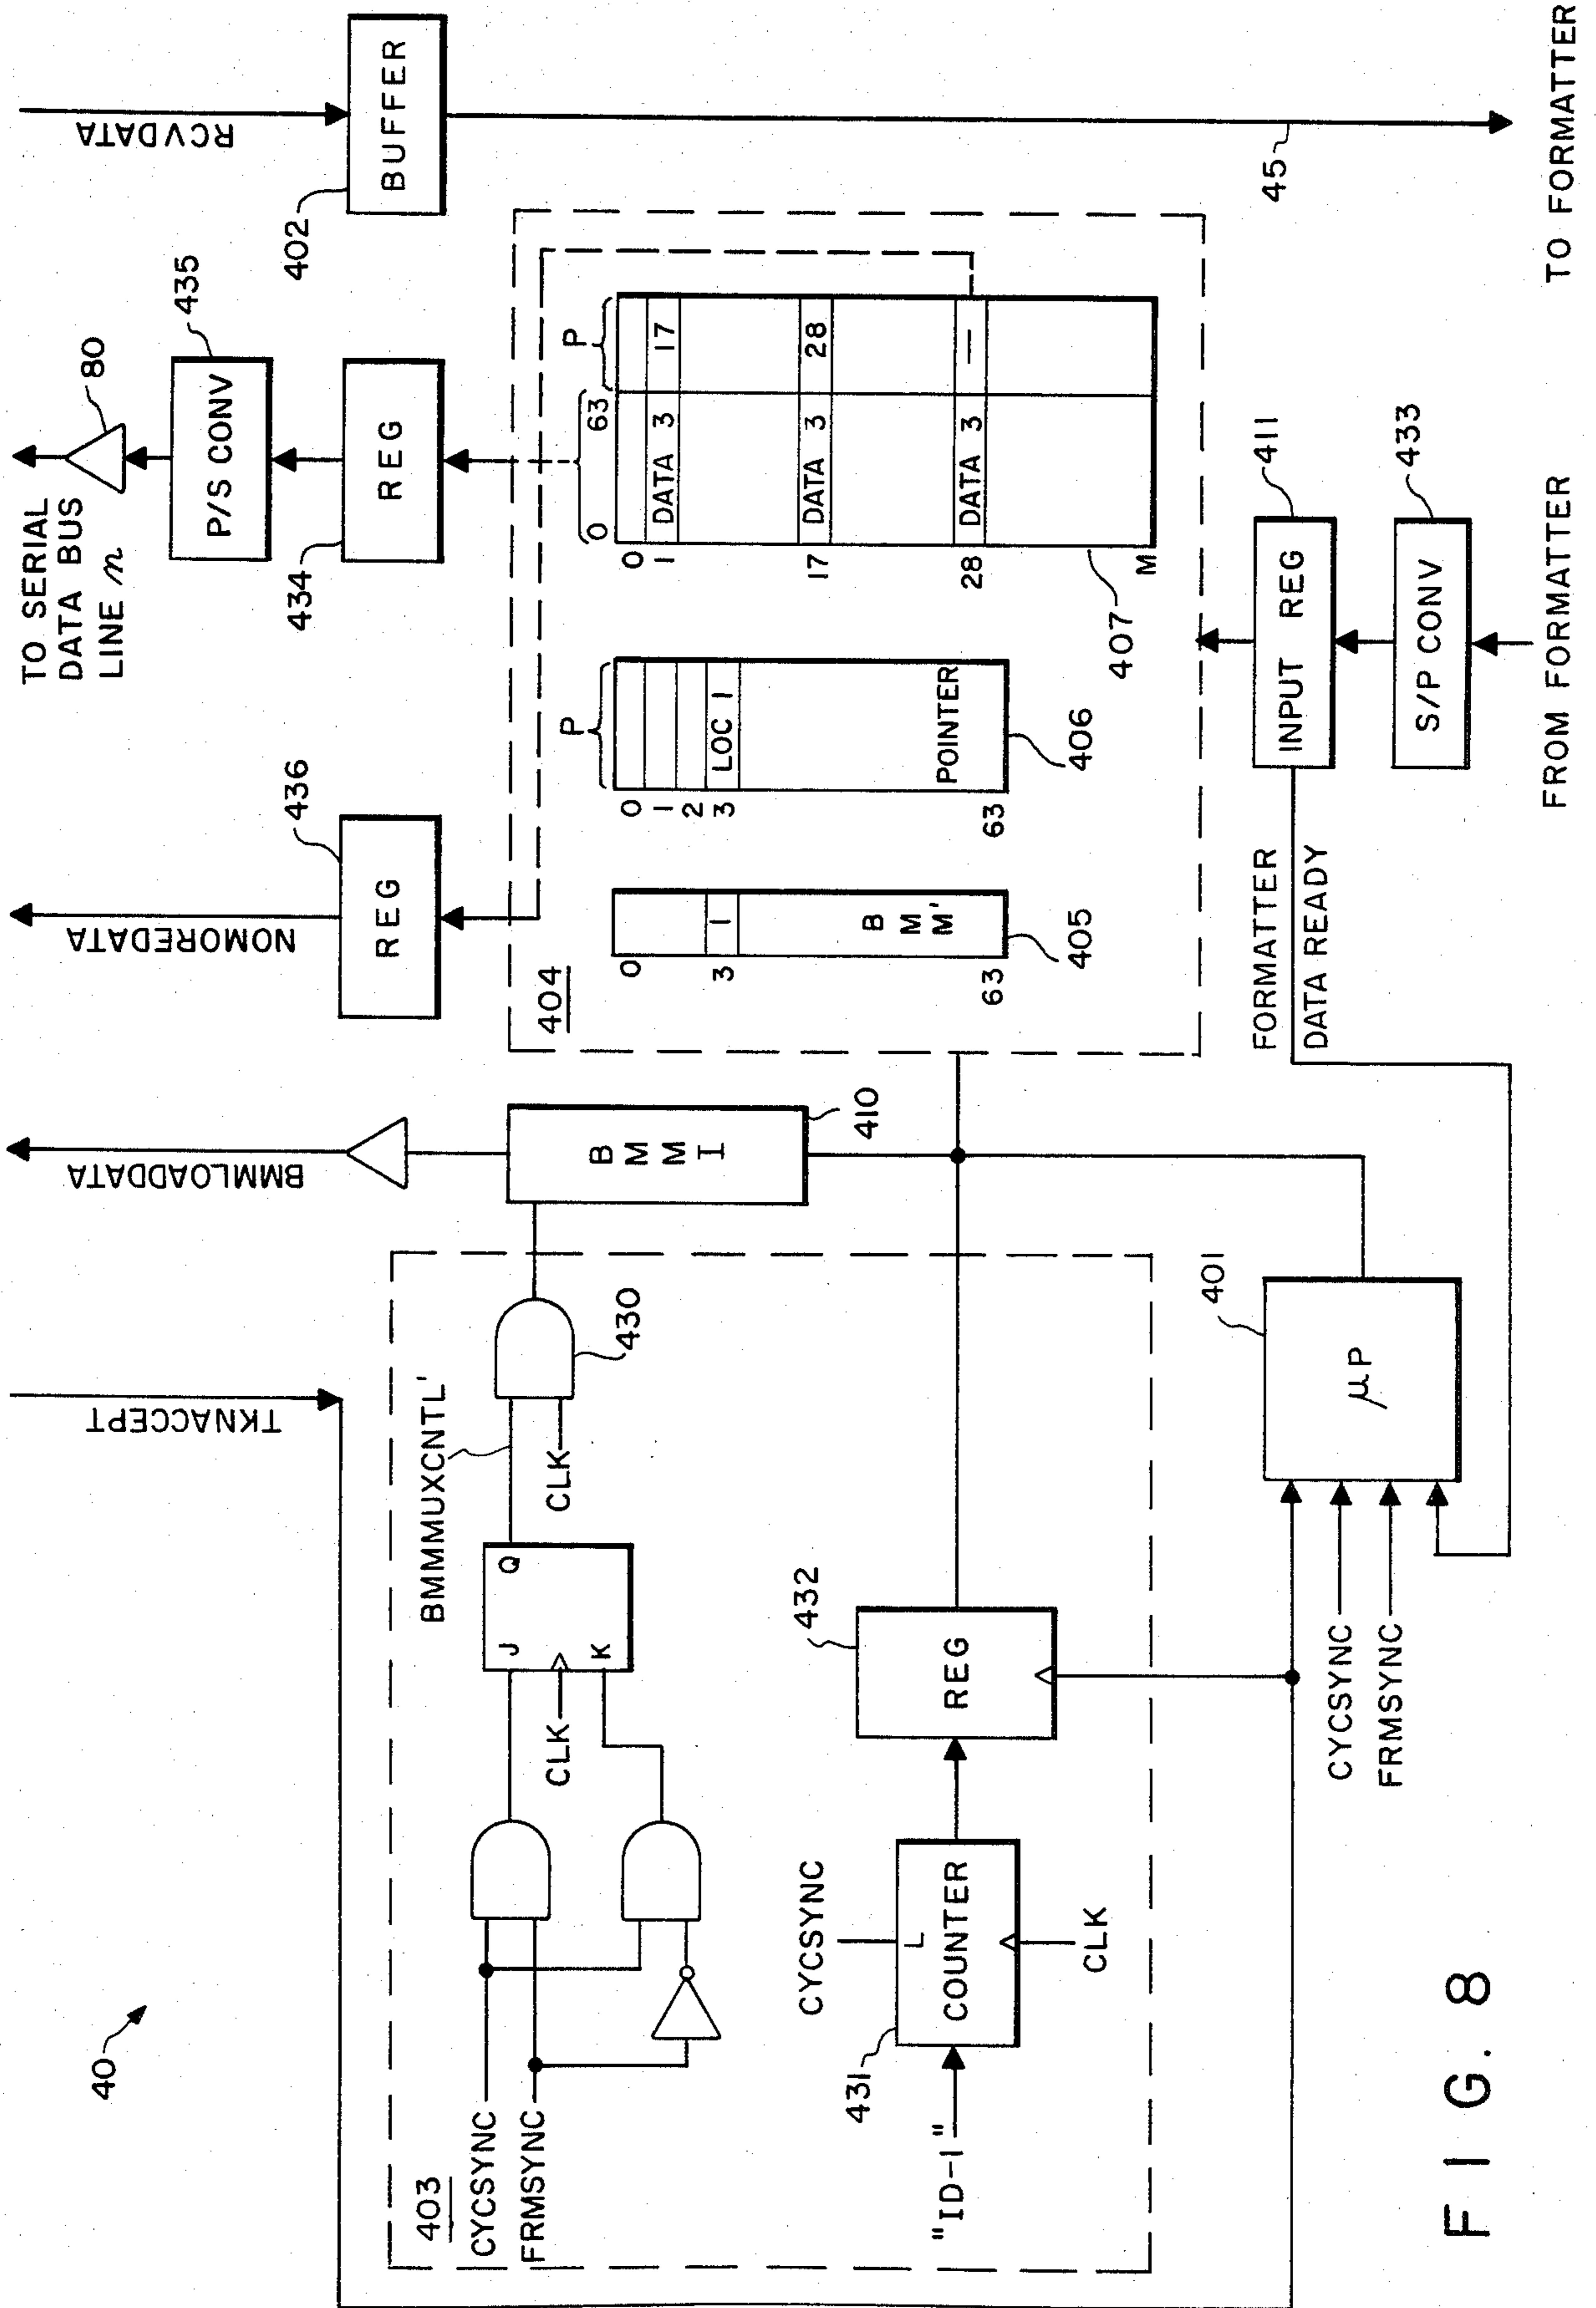 40
TKNACCEPT
BMMLOADDATA
NOMOREDATA
TO SERIAL
DATA BUS
LINE n
RCVDATA
80
436
REG
P/S CONV
435
434
REG
402
BUFFER
403
CYCSYNC
FRMSYNC
J
Q
K
CLK
BMMMUXCNTL'
CLK
430
BMMI
410
404
0
3
1
63
BMM'
405
P
0
1
2
3
LOC 1
63
POINTER
406
0
63
P
0
1
DATA 3
17
17
DATA 3
28
28
DATA 3
—
M
407
45
"ID-1"
431
CYCSYNC
L
COUNTER
CLK
432
REG
CYCSYNC
FRMSYNC
401
μP
FORMATTER
DATA READY
INPUT REG
411
S/P CONV
433
FROM FORMATTER
TO FORMATTER
FIG. 8